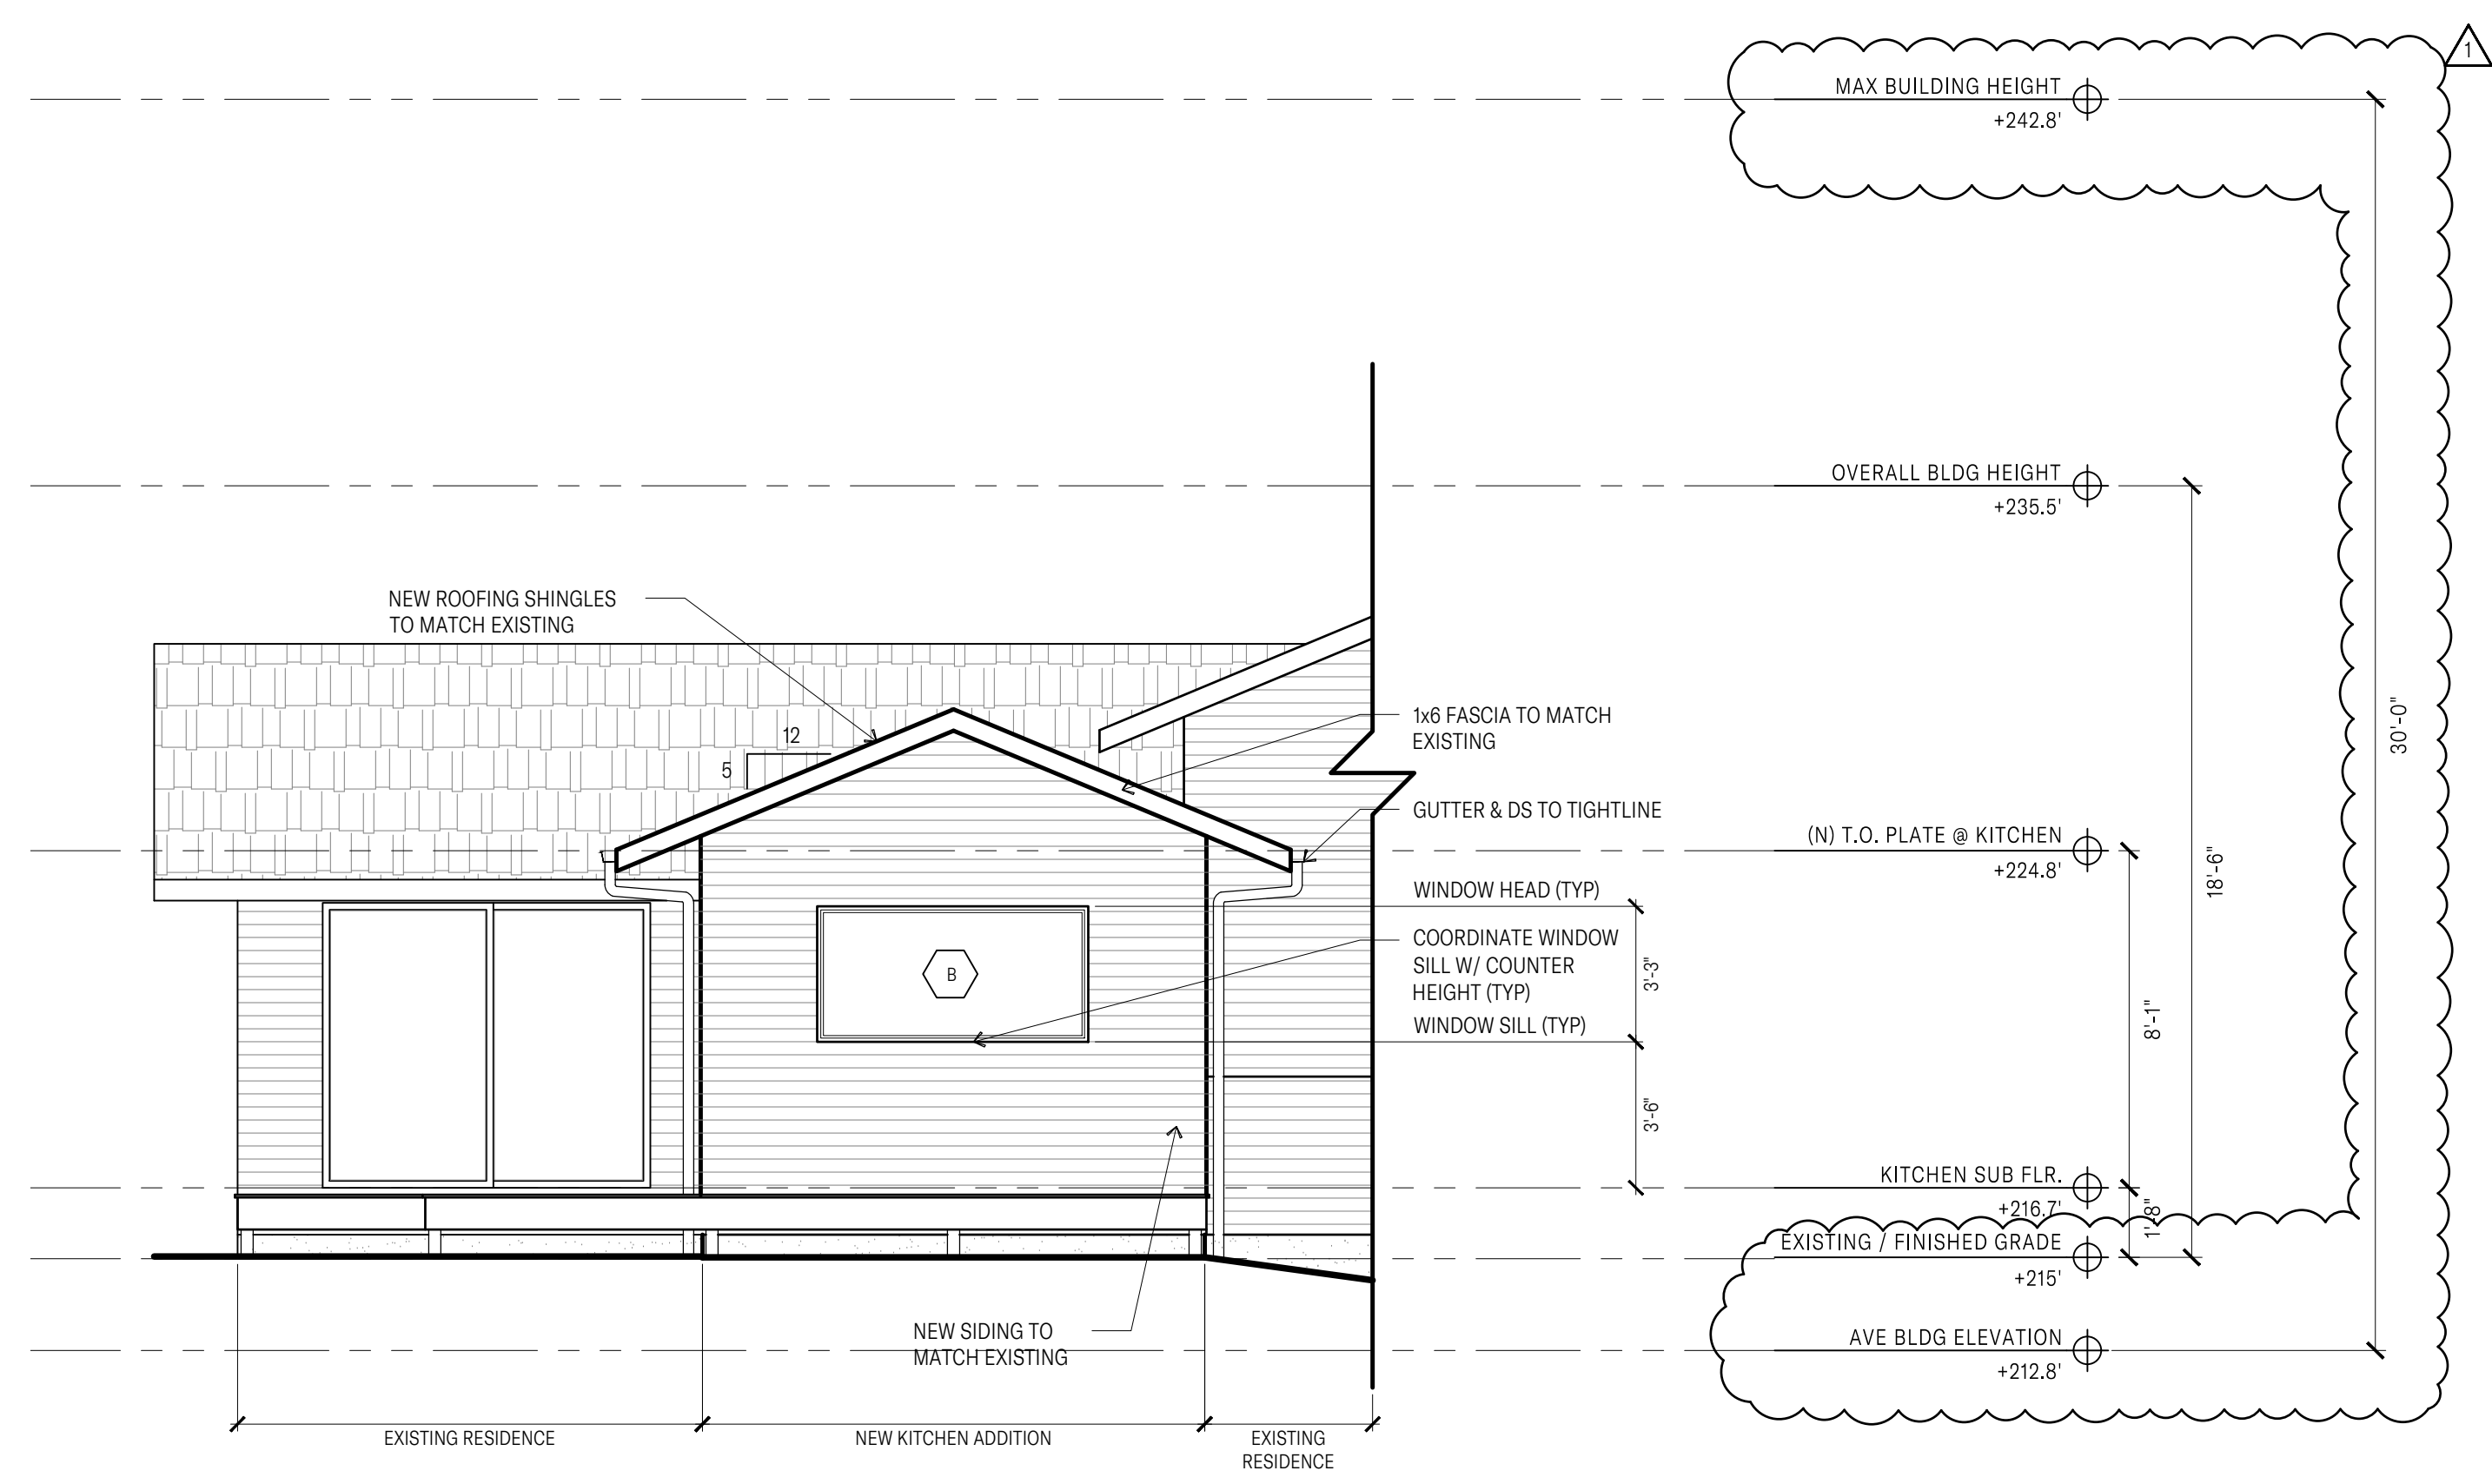 1
MAX BUILDING HEIGHT
+242.8'
OVERALL BLDG HEIGHT
+235.5'
NEW ROOFING SHINGLES
TO MATCH EXISTING
12
5
1x6 FASCIA TO MATCH
EXISTING
GUTTER & DS TO TIGHTLINE
(N) T.O. PLATE @ KITCHEN
+224.8'
WINDOW HEAD (TYP)
COORDINATE WINDOW
SILL W/ COUNTER
HEIGHT (TYP)
WINDOW SILL (TYP)
B
3'-3"
3'-6"
8'-1"
18'-6"
30'-0"
KITCHEN SUB FLR.
+216.7'
1'-8"
EXISTING / FINISHED GRADE
+215'
AVE BLDG ELEVATION
+212.8'
NEW SIDING TO
MATCH EXISTING
EXISTING RESIDENCE
NEW KITCHEN ADDITION
EXISTING
RESIDENCE